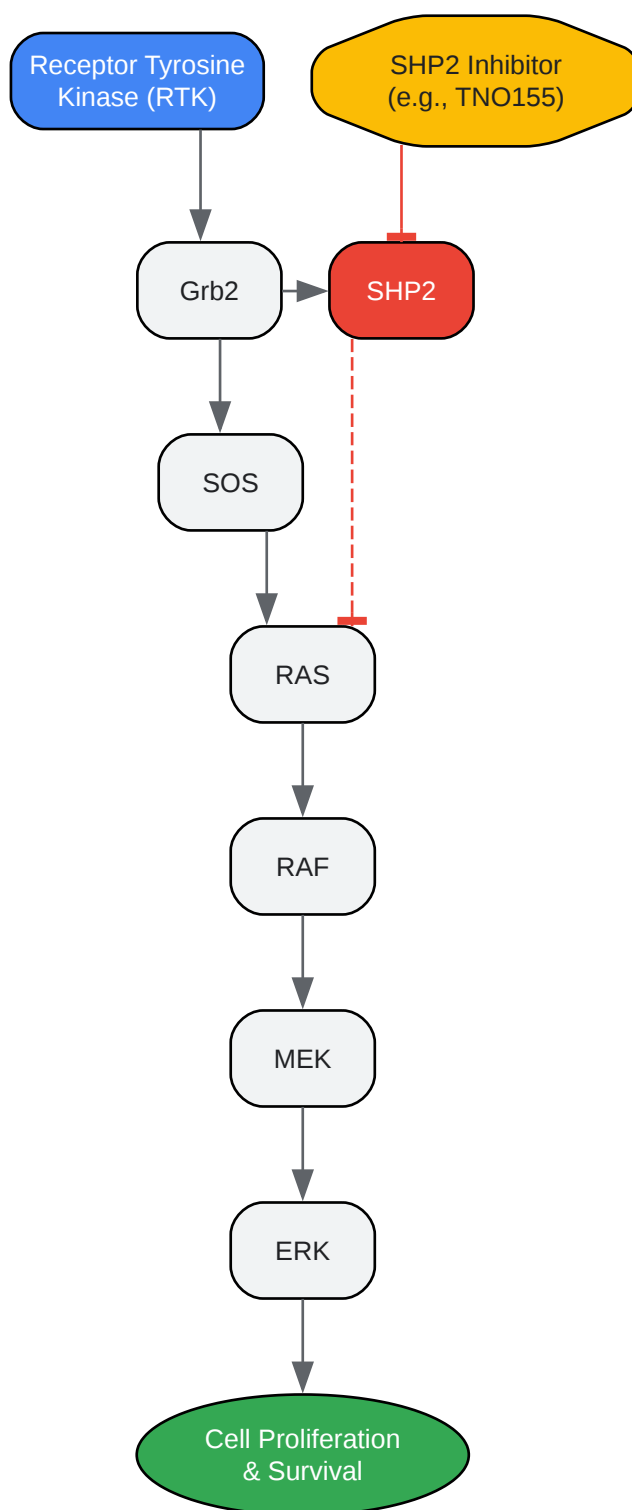 Receptor Tyrosine
Kinase (RTK)
SHP2 Inhibitor
(e.g., TNO155)
Grb2
SHP2
SOS
RAS
RAF
MEK
ERK
Cell Proliferation
& Survival